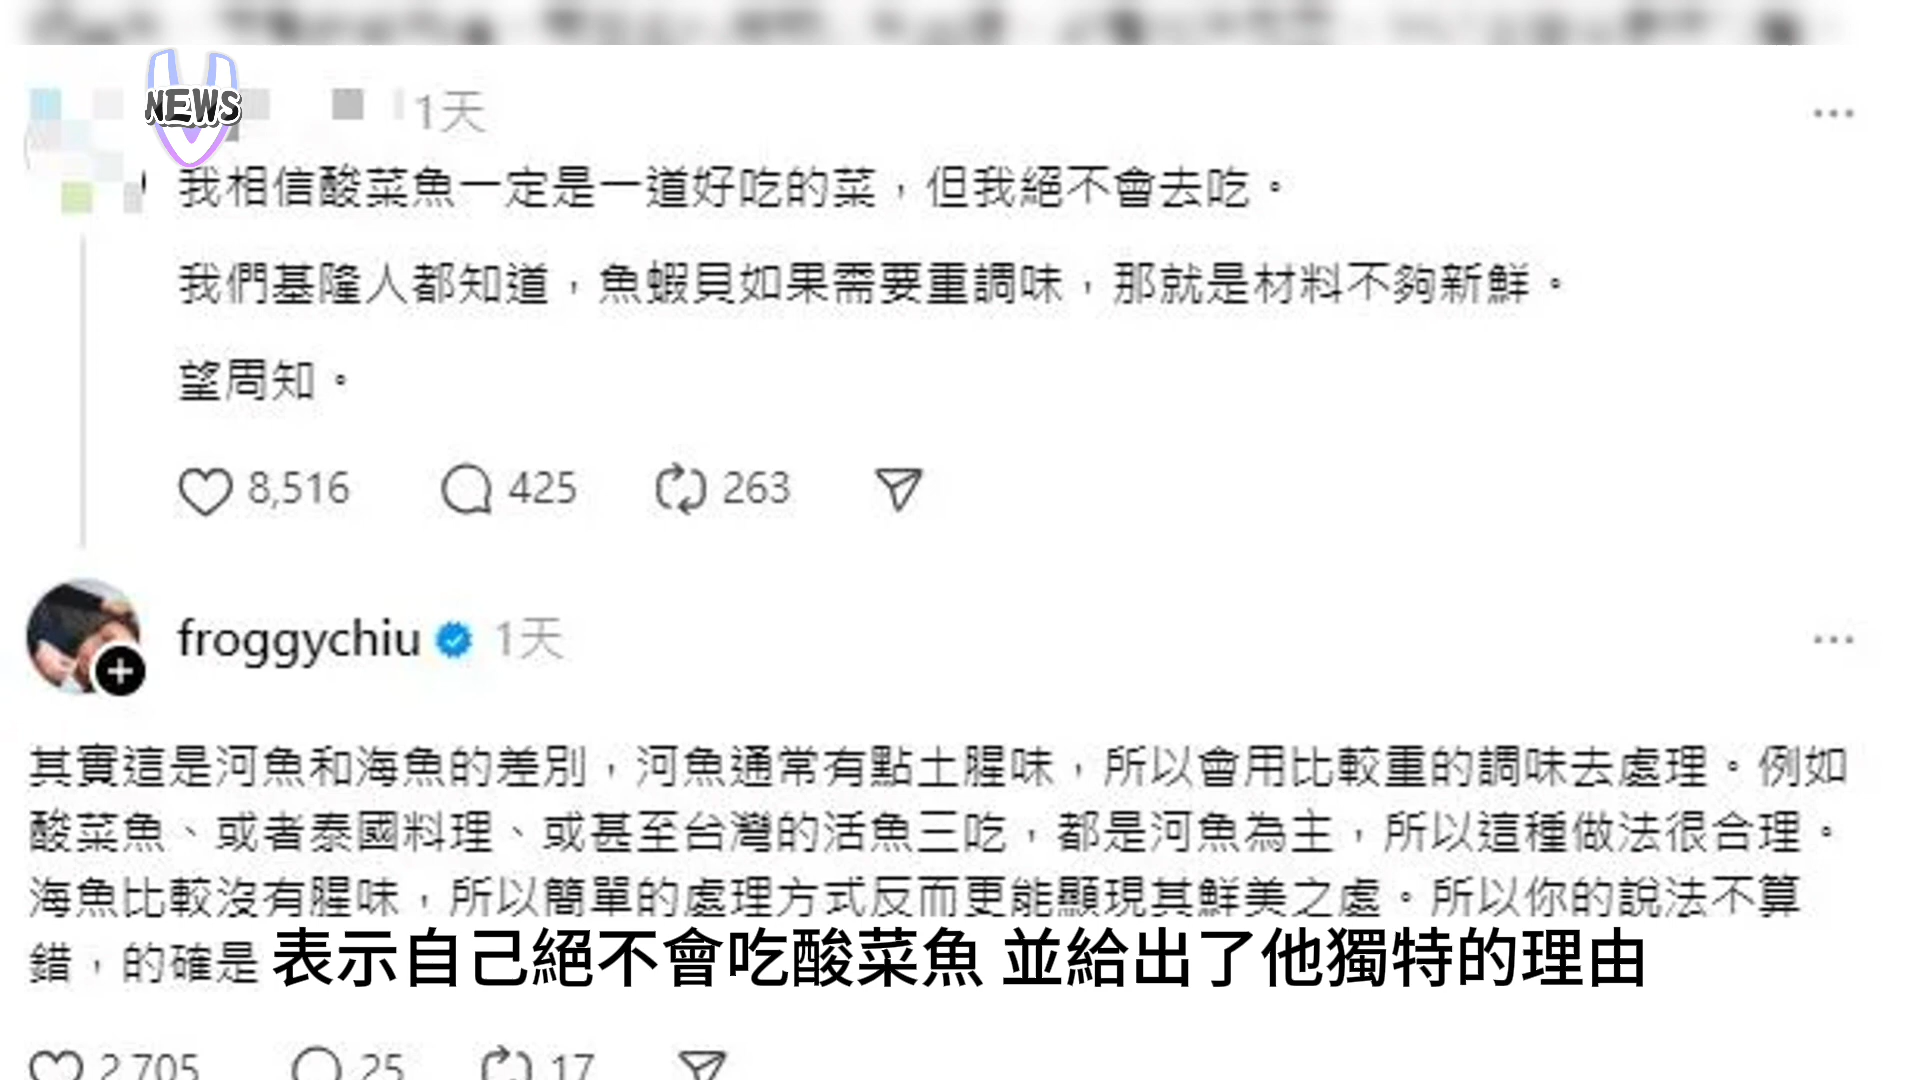 NEWS
1天
我相信酸菜魚一定是一道好吃的菜，但我絕不會去吃。
我們基隆人都知道，魚蝦貝如果需要重調味，那就是材料不夠新鮮。
望周知。
8,516 425 263
froggychiu 1天
其實這是河魚和海魚的差別，河魚通常有點土腥味，所以會用比較重的調味去處理。例如
酸菜魚、或者泰國料理、或甚至台灣的活魚三吃，都是河魚為主，所以這種做法很合理。
海魚比較沒有腥味，所以簡單的處理方式反而更能顯現其鮮美之處。所以你的說法不算
錯，的確是
表示自己絕不會吃酸菜魚 並給出了他獨特的理由
2,705 25 17